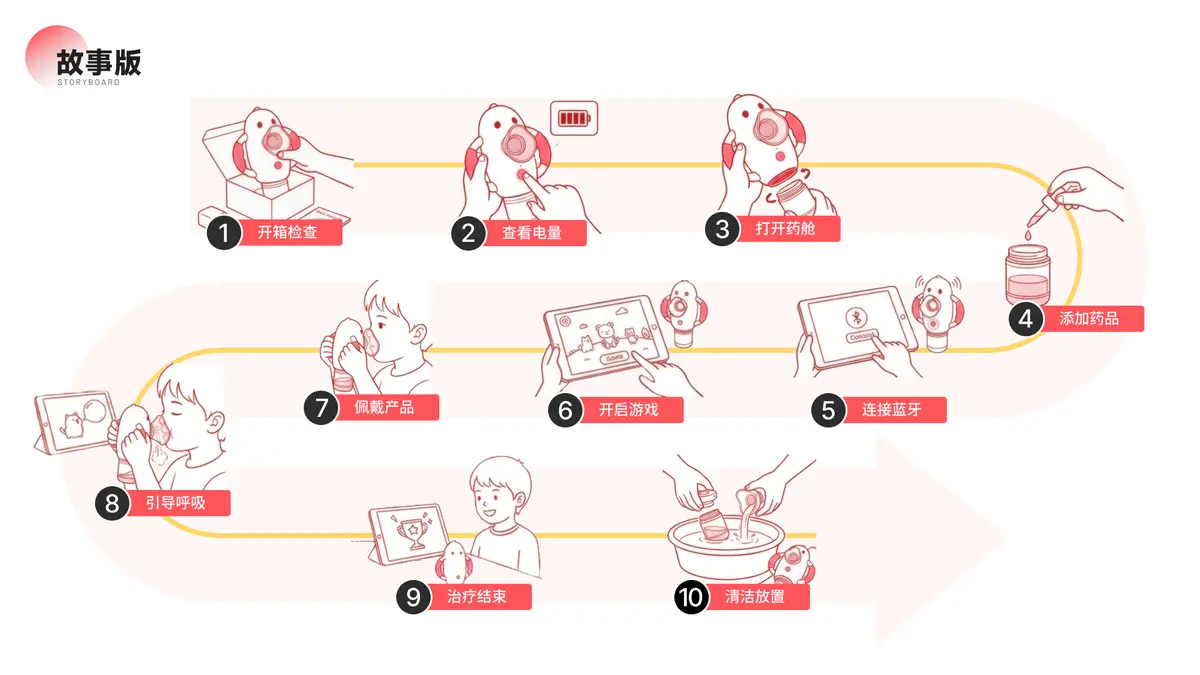 故事版
STORYBOARD
1 开箱检查
2 查看电量
3 打开药舱
4 添加药品
5 连接蓝牙
6 开启游戏
7 佩戴产品
8 引导呼吸
9 治疗结束
10 清洁放置